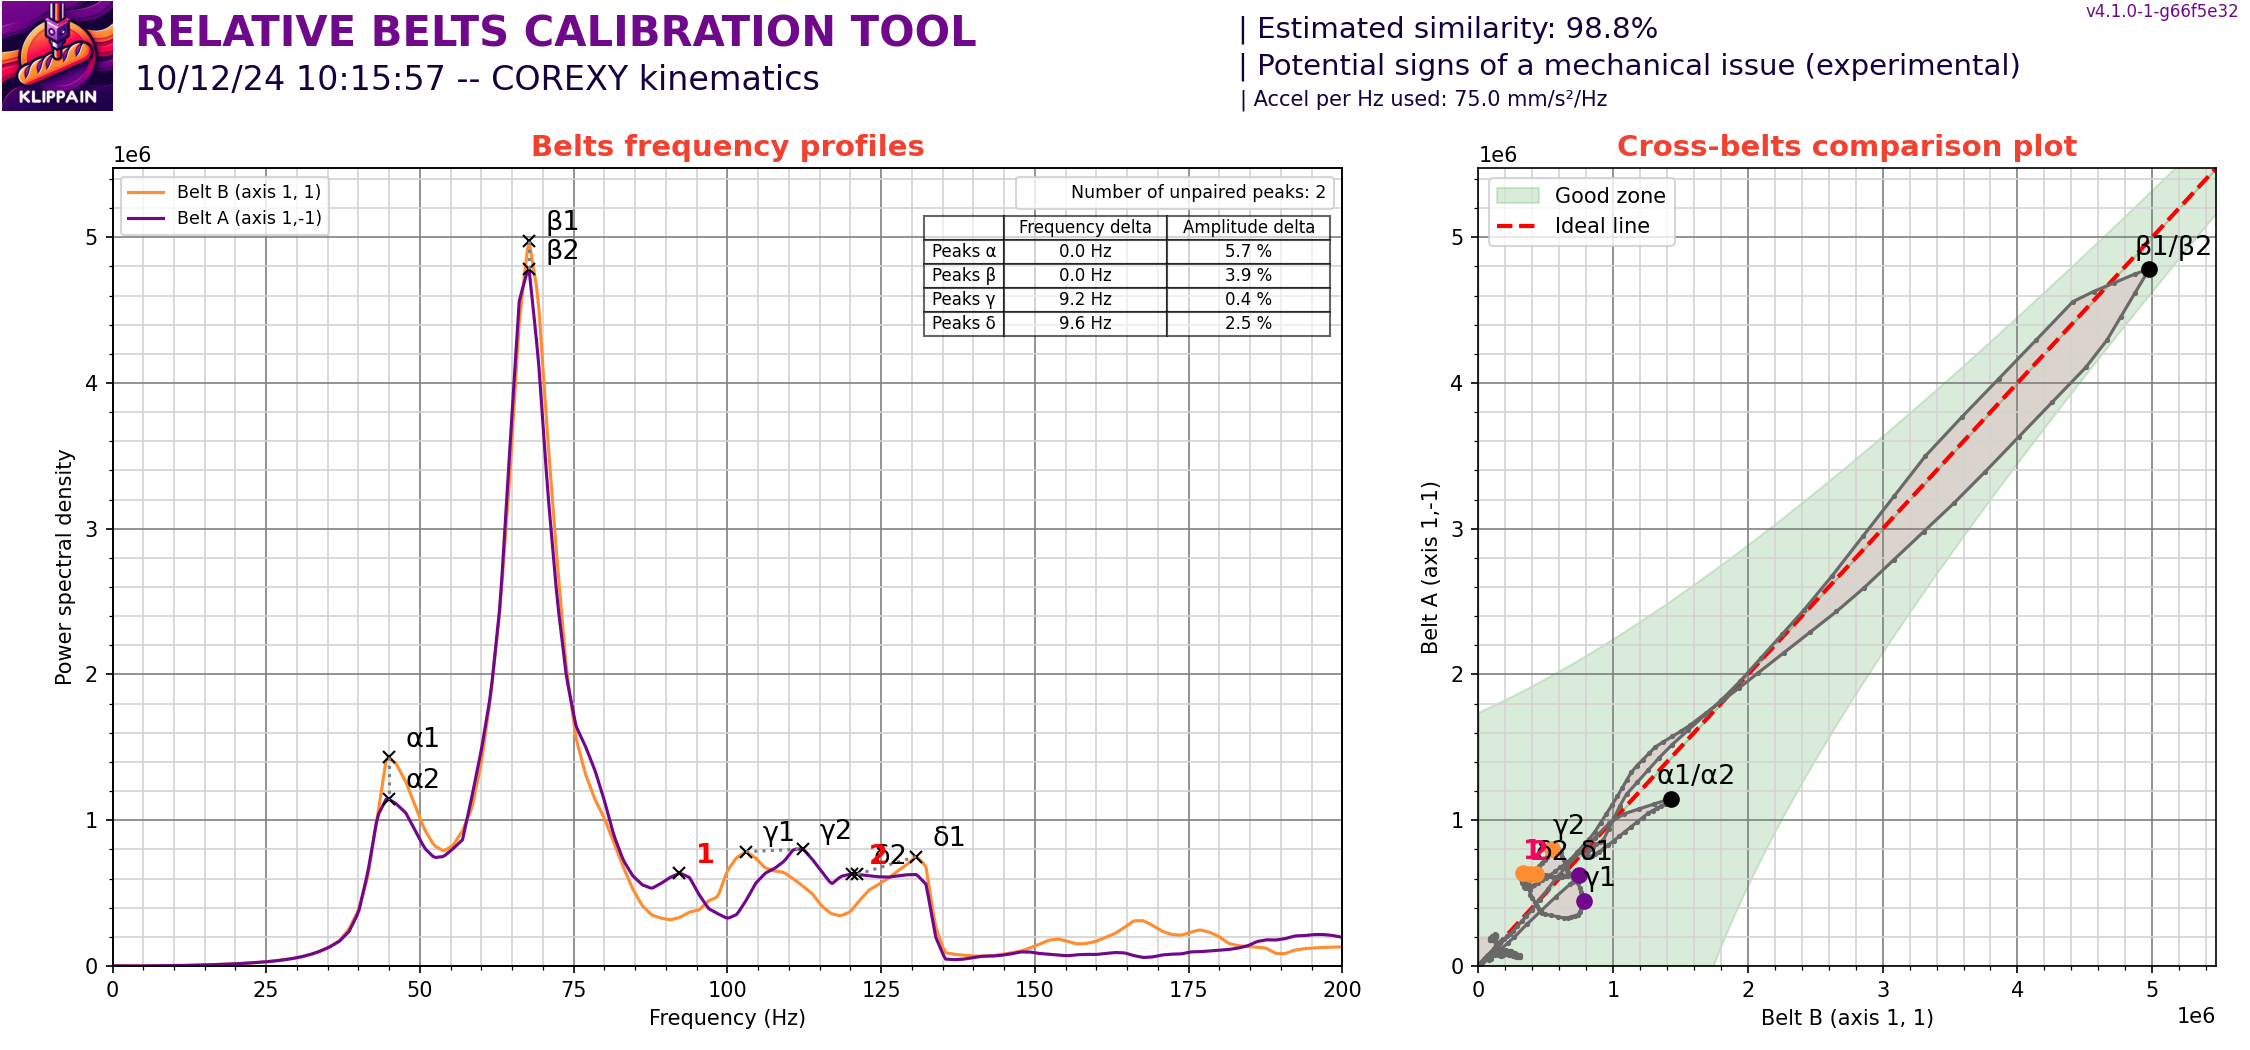 KLIPPAIN
RELATIVE BELTS CALIBRATION TOOL
10/12/24 10:15:57 -- COREXY kinematics
| Estimated similarity: 98.8%
| Potential signs of a mechanical issue (experimental)
| Accel per Hz used: 75.0 mm/s²/Hz
v4.1.0-1-g66f5e32
Belts frequency profiles
1e6
Belt B (axis 1, 1)
Belt A (axis 1,-1)
Number of unpaired peaks: 2
Frequency delta Amplitude delta
Peaks α 0.0 Hz 5.7 %
Peaks β 0.0 Hz 3.9 %
Peaks γ 9.2 Hz 0.4 %
Peaks δ 9.6 Hz 2.5 %
β1
β2
α1
α2
1
γ1
γ2
2
δ2
δ1
Power spectral density
5
4
3
2
1
0
0 25 50 75 100 125 150 175 200
Frequency (Hz)
Cross-belts comparison plot
1e6
Good zone
Ideal line
β1/β2
α1/α2
γ2
1
2
δ2
δ1
γ1
Belt A (axis 1,-1)
5
4
3
2
1
0
0 1 2 3 4 5
Belt B (axis 1, 1)
1e6